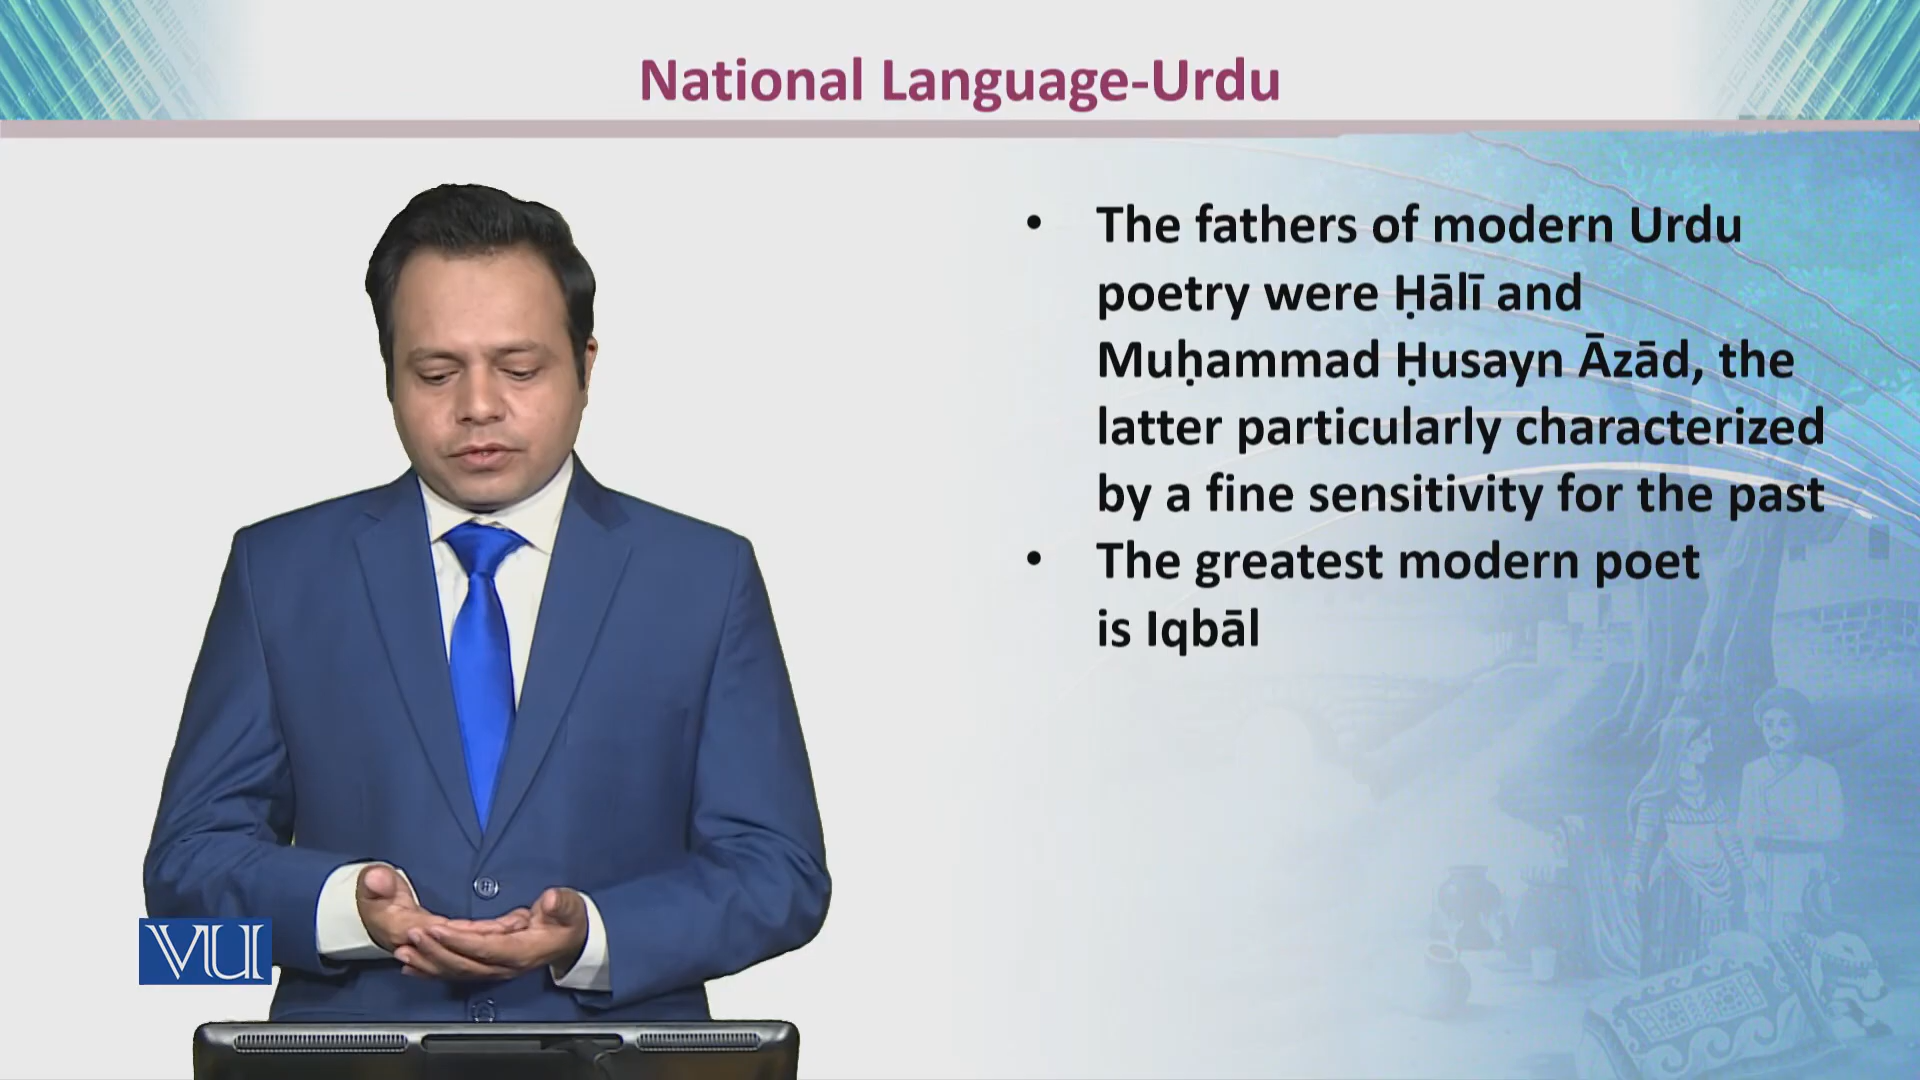 National Language-Urdu
• The fathers of modern Urdu
poetry were Ḥālī and
Muḥammad Ḥusayn Āzād, the
latter particularly characterized
by a fine sensitivity for the past
• The greatest modern poet
is Iqbāl
VU